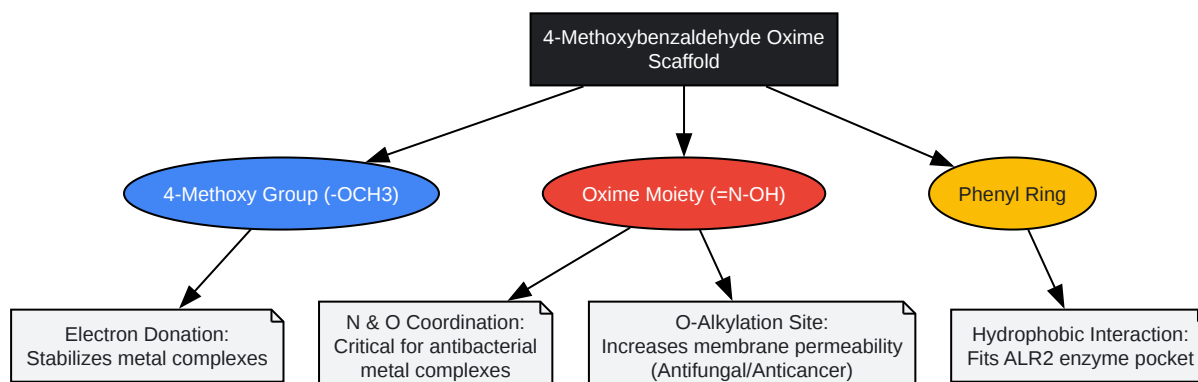 4-Methoxybenzaldehyde Oxime
Scaffold
4-Methoxy Group (-OCH3)
Oxime Moiety (=N-OH)
Phenyl Ring
Electron Donation:
Stabilizes metal complexes
N & O Coordination:
Critical for antibacterial
metal complexes
O-Alkylation Site:
Increases membrane permeability
(Antifungal/Anticancer)
Hydrophobic Interaction:
Fits ALR2 enzyme pocket